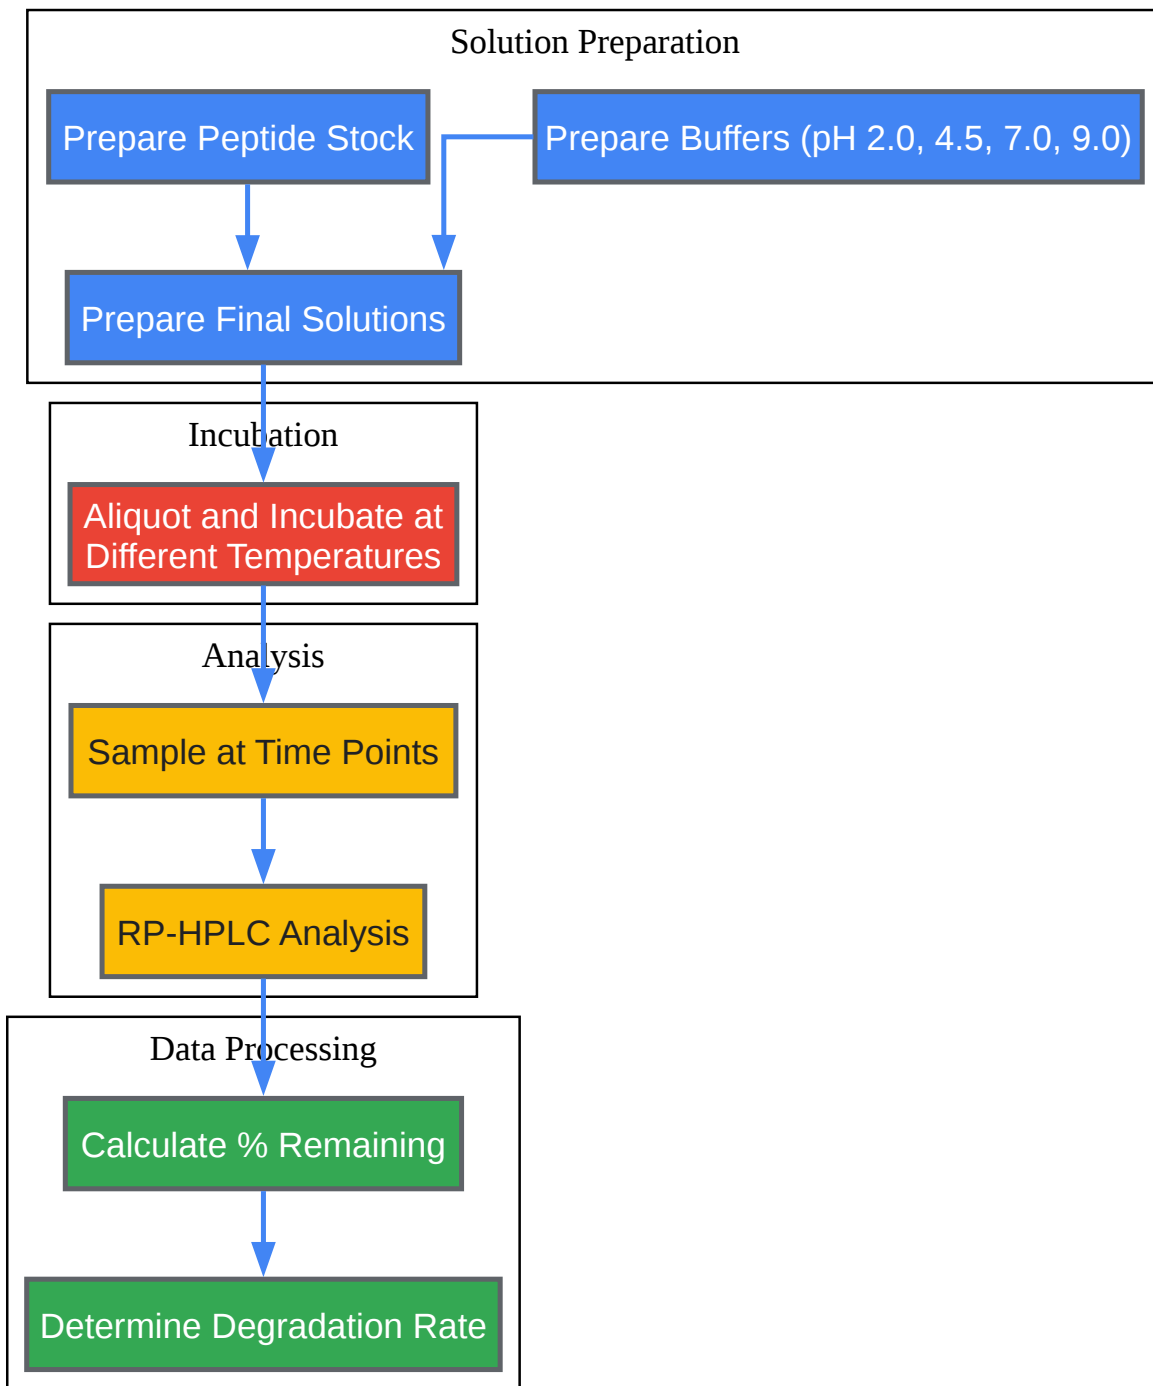 Solution Preparation
Prepare Peptide Stock
Prepare Buffers (pH 2.0, 4.5, 7.0, 9.0)
Prepare Final Solutions
Incubation
Aliquot and Incubate at
Different Temperatures
Analysis
Sample at Time Points
RP-HPLC Analysis
Data Processing
Calculate % Remaining
Determine Degradation Rate